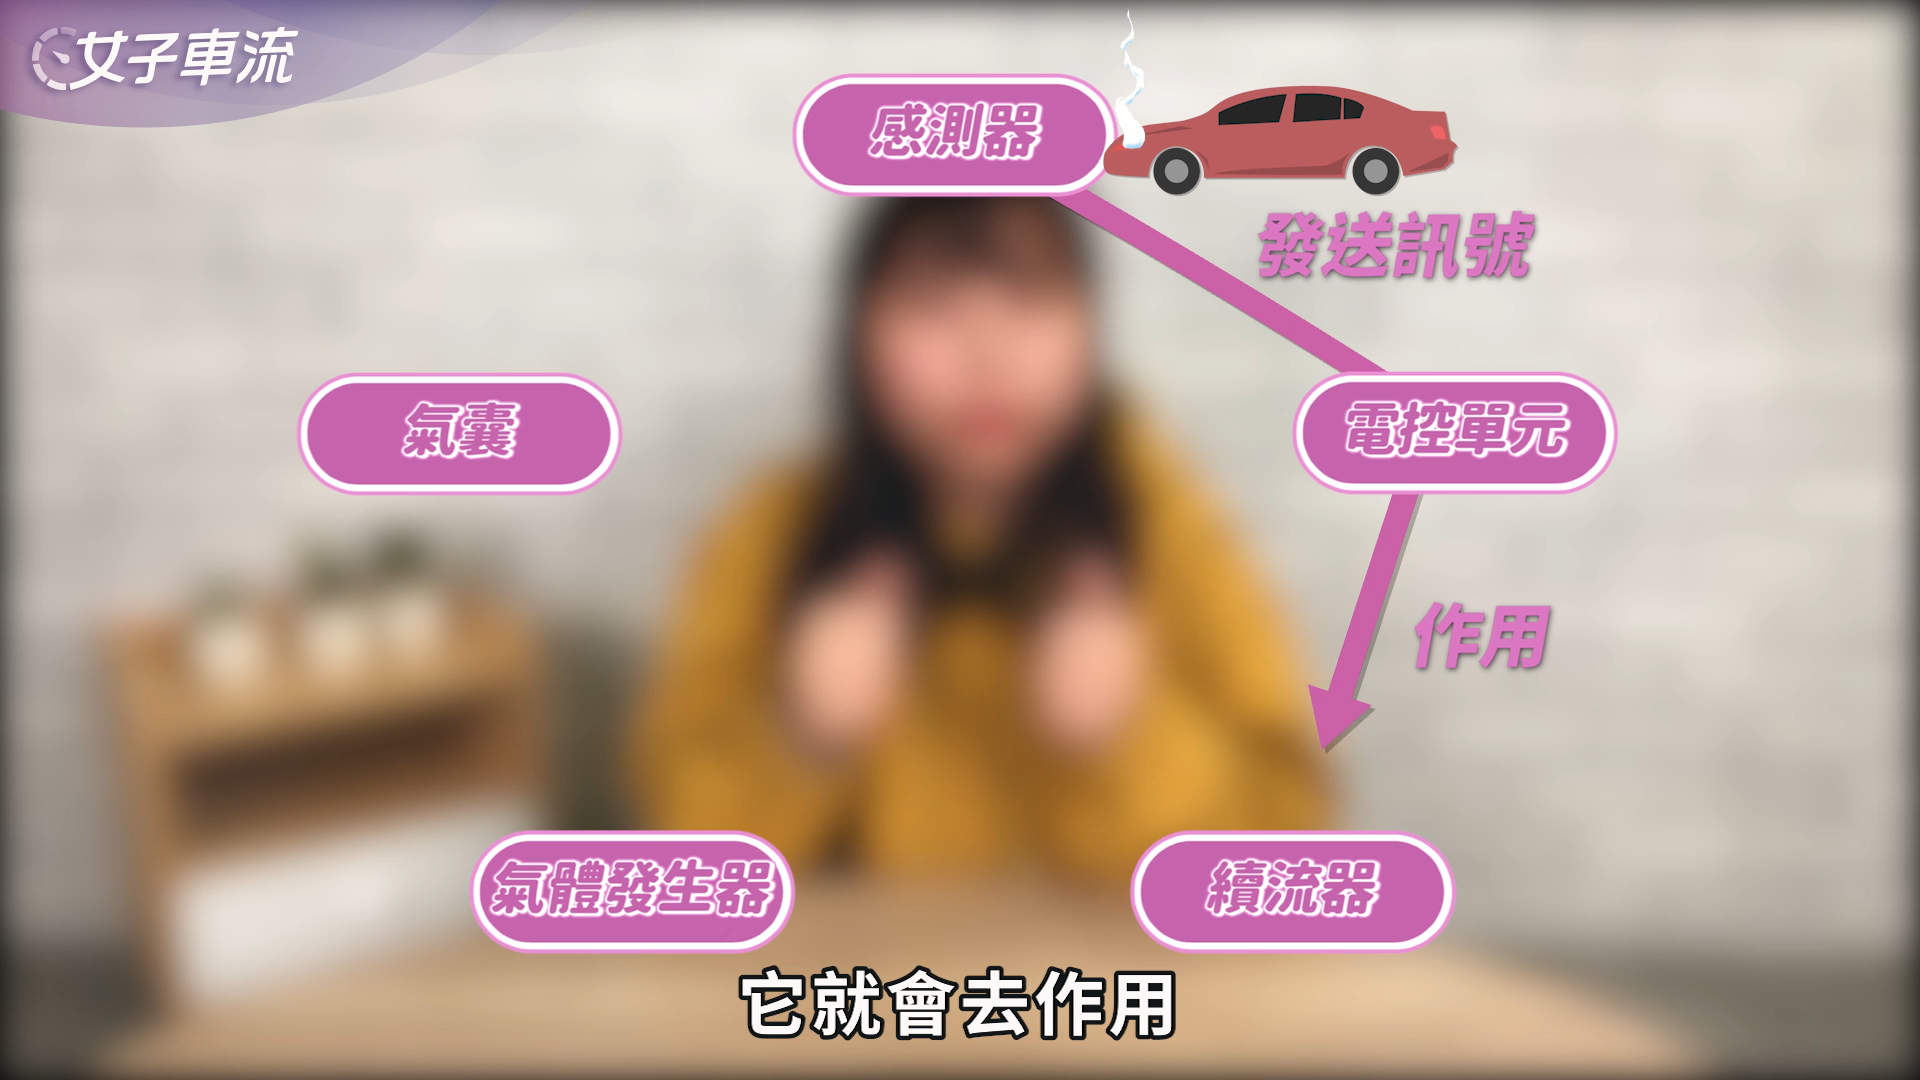 女子車流
感測器
發送訊號
氣囊
電控單元
作用
氣體發生器
續流器
它就會去作用